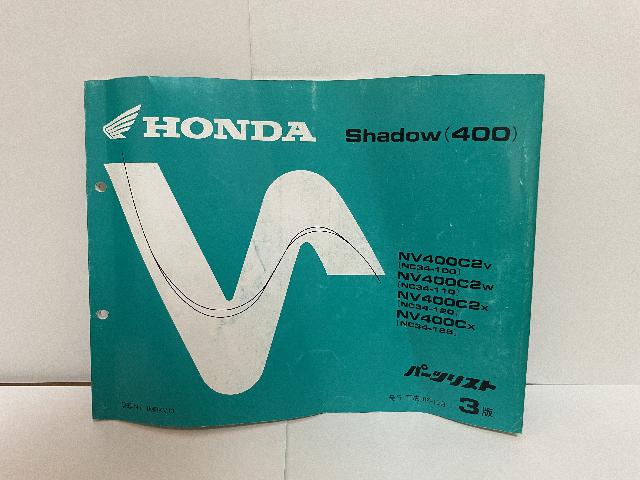 HONDA
Shadow(400)
NV400C2V
(NC34-100)
NV400C2W
(NC34-110)
NV400C2X
(NC34-120)
NV400CX
パーツリスト
3版